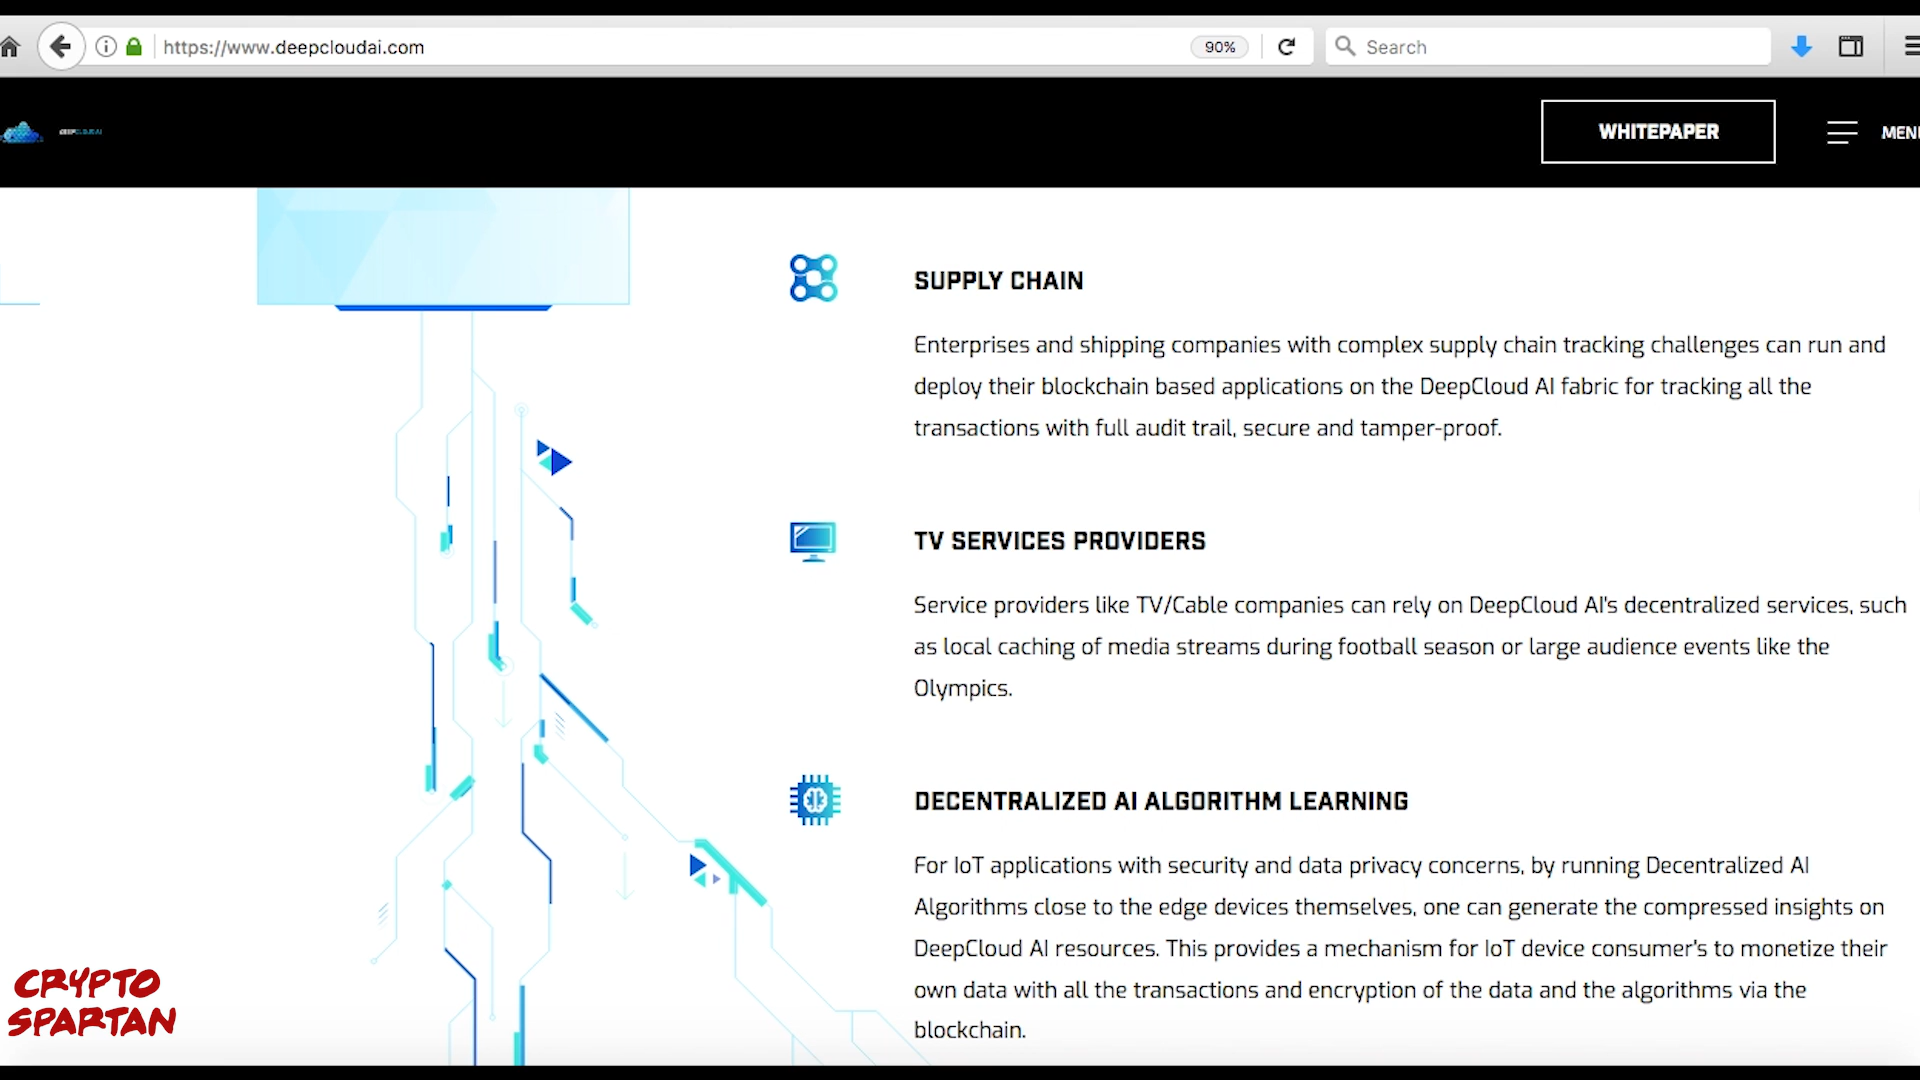 https://www.deepcloudai.com
90%
Search
DEEPCLOUDAI
WHITEPAPER
MENU
SUPPLY CHAIN
Enterprises and shipping companies with complex supply chain tracking challenges can run and
deploy their blockchain based applications on the DeepCloud AI fabric for tracking all the
transactions with full audit trail, secure and tamper-proof.
TV SERVICES PROVIDERS
Service providers like TV/Cable companies can rely on DeepCloud AI's decentralized services, such
as local caching of media streams during football season or large audience events like the
Olympics.
DECENTRALIZED AI ALGORITHM LEARNING
For IoT applications with security and data privacy concerns, by running Decentralized AI
Algorithms close to the edge devices themselves, one can generate the compressed insights on
DeepCloud AI resources. This provides a mechanism for IoT device consumer's to monetize their
own data with all the transactions and encryption of the data and the algorithms via the
blockchain.
CRYPTO
SPARTAN